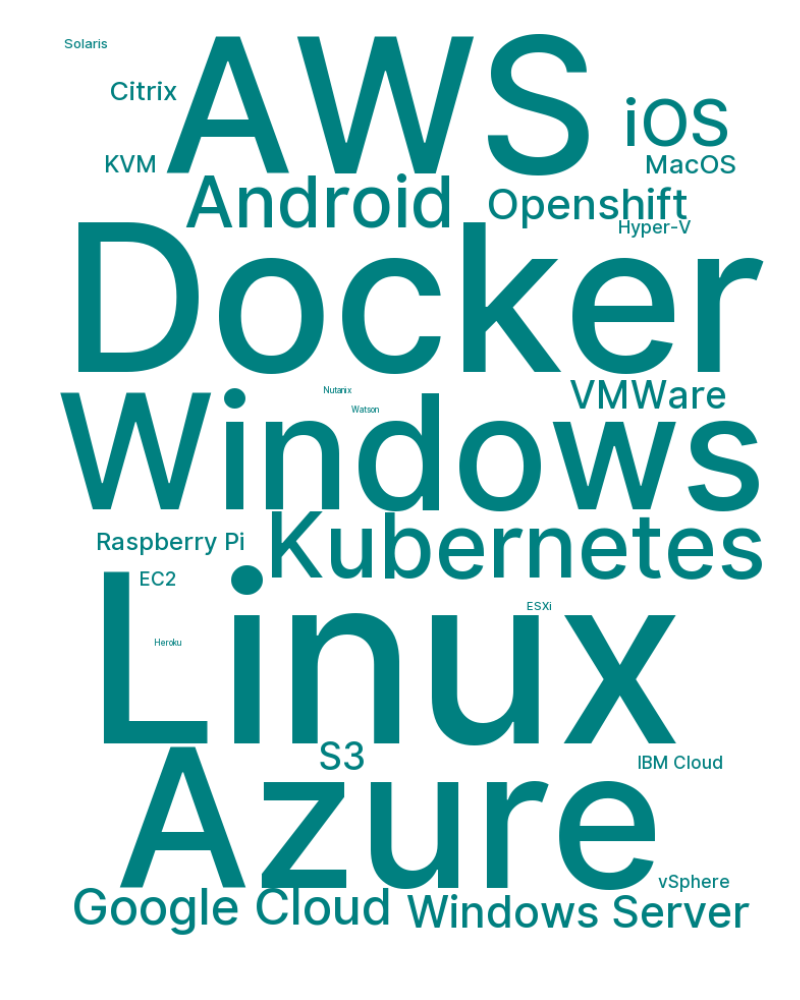 Solaris
AWS
Citrix
iOS
KVM
MacOS
Android
Openshift
Hyper-V
Docker
Nutanix
VMWare
Watson
Windows
Raspberry Pi
Kubernetes
EC2
ESXi
Linux
Heroku
S3
IBM Cloud
Azure
vSphere
Google Cloud
Windows Server